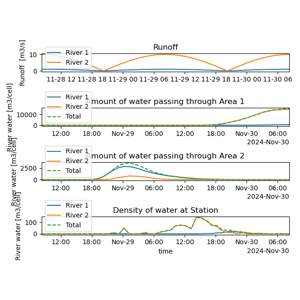 Runoff
Runoff [m3/s]
10
0
River 1
River 2
11-28 12 11-28 18 11-29 00 11-29 06 11-29 12 11-29 18 11-30 00 11-30 06
mount of water passing through Area 1
River water [m3/cell]
10000
0
River 1
River 2
Total
12:00 18:00 Nov-29 06:00 12:00 18:00 Nov-30 06:00
2024-Nov-30
mount of water passing through Area 2
River water [m3/cell]
2500
0
River 1
River 2
Total
12:00 18:00 Nov-29 06:00 12:00 18:00 Nov-30 06:00
2024-Nov-30
Density of water at Station
River water [m3/cell]
100
0
River 1
River 2
Total
12:00 18:00 Nov-29 06:00 12:00 18:00 Nov-30 06:00
time
2024-Nov-30